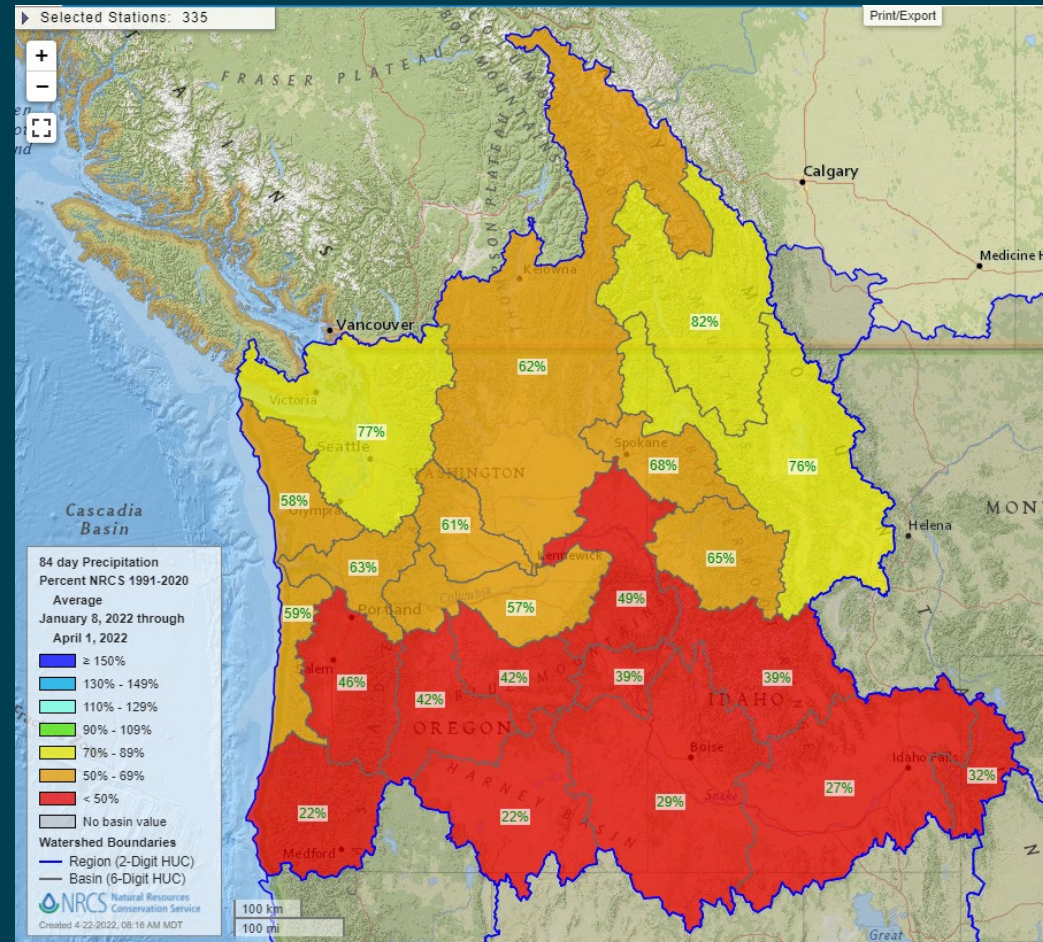 Selected Stations: 335
Print/Export
+
−
FRASER PLATEAU
Calgary
Medicine H
Kelowna
Vancouver
82%
62%
Victoria
77%
Seattle
Spokane
WASHINGTON
68%
76%
58%
Olympia
Cascadia
Basin
61%
Helena
MON
Kennewick
65%
63%
Columbia
57%
59%
Portland
49%
Salem
46%
42%
42%
39%
39%
IDAHO
OREGON
Boise
Idaho Falls
32%
HARNEY
BASIN
27%
29%
Snake
22%
22%
Medford
Great
84 day Precipitation
Percent NRCS 1991-2020
Average
January 8, 2022 through
April 1, 2022
≥ 150%
130% - 149%
110% - 129%
90% - 109%
70% - 89%
50% - 69%
< 50%
No basin value
Watershed Boundaries
Region (2-Digit HUC)
Basin (6-Digit HUC)
NRCS Natural Resources
Conservation Service
Created 4-22-2022, 08:16 AM MDT
100 km
100 mi